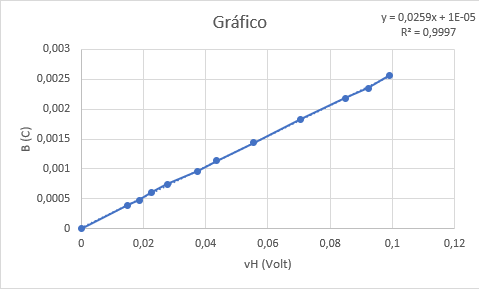 Gráfico
y = 0,0259x + 1E-05
R² = 0,9997
0,003
0,0025
0,002
0,0015
0,001
0,0005
0
0 0,02 0,04 0,06 0,08 0,1 0,12
B (C)
vH (Volt)